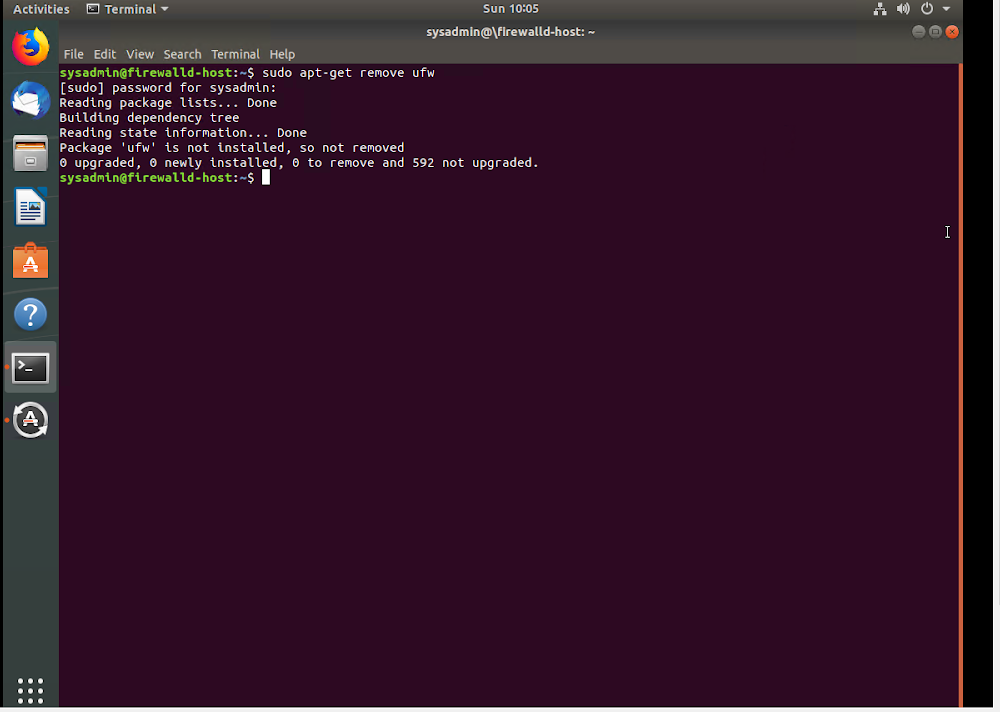 Activities Terminal Sun 10:05
sysadmin@\firewalld-host: ~
File Edit View Search Terminal Help
sysadmin@firewalld-host:~$ sudo apt-get remove ufw
[sudo] password for sysadmin:
Reading package lists... Done
Building dependency tree
Reading state information... Done
Package 'ufw' is not installed, so not removed
0 upgraded, 0 newly installed, 0 to remove and 592 not upgraded.
sysadmin@firewalld-host:~$